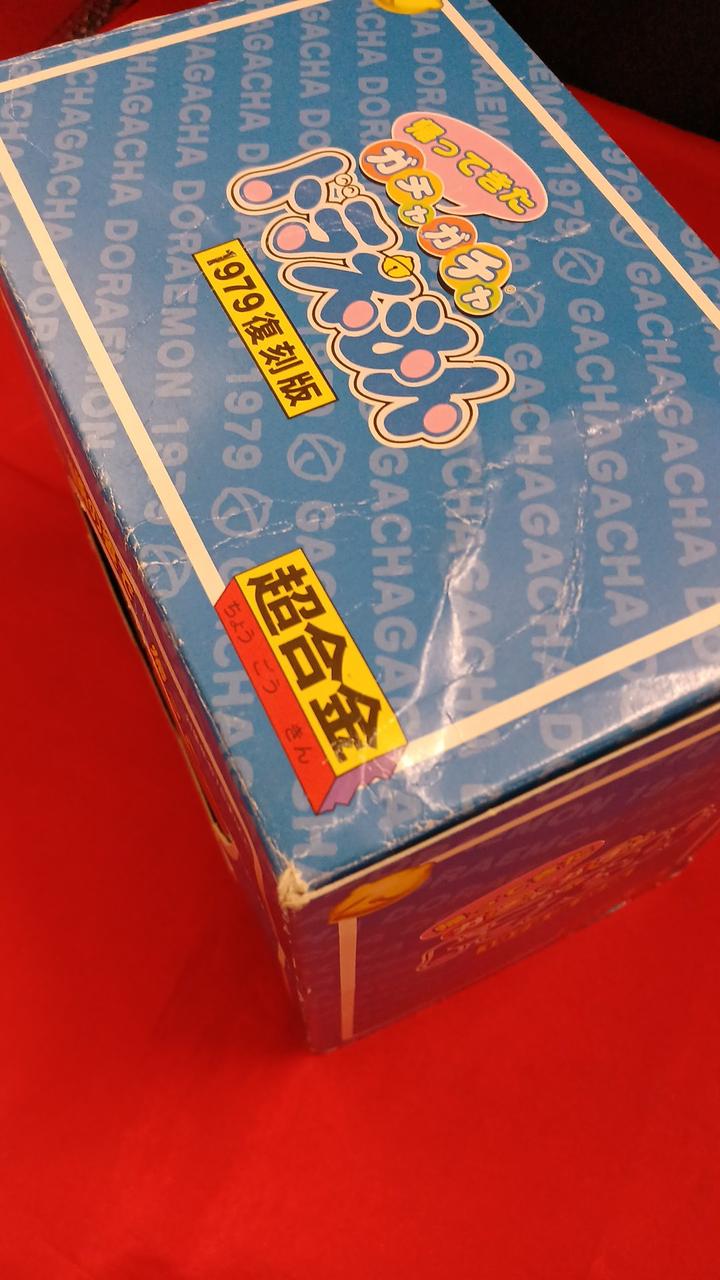 帰ってきた
ガチャガチャ
ドラえもん
1979復刻版
超合金
ちょうごうきん
GACHAGACHA DORAEMON 1979